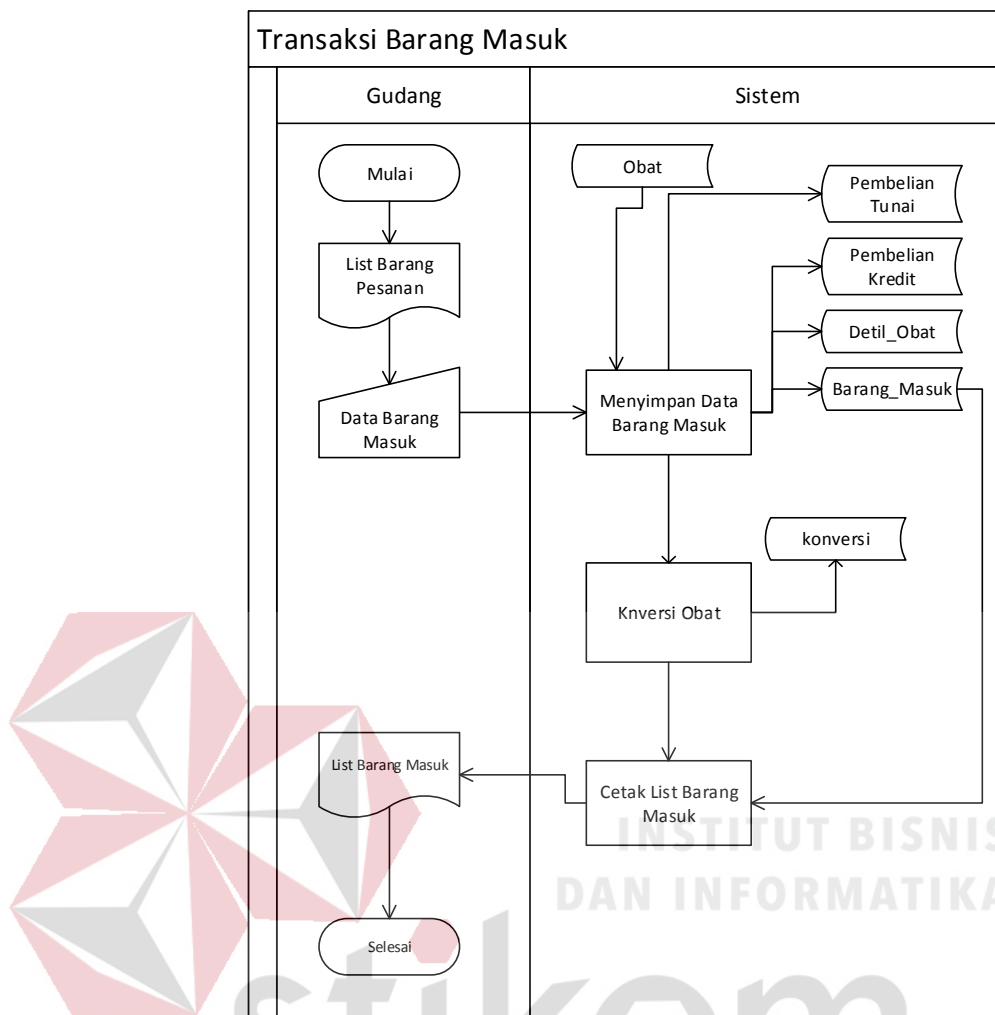 Transaksi Barang Masuk
Gudang
Sistem
Mulai
Obat
Pembelian
Tunai
List Barang
Pesanan
Pembelian
Kredit
Detil_Obat
Data Barang
Masuk
Menyimpan Data
Barang Masuk
Barang_Masuk
konversi
Knversi Obat
List Barang Masuk
Cetak List Barang
Masuk
INSTITUT BISNIS
DAN INFORMATIKA
Selesai
stikom